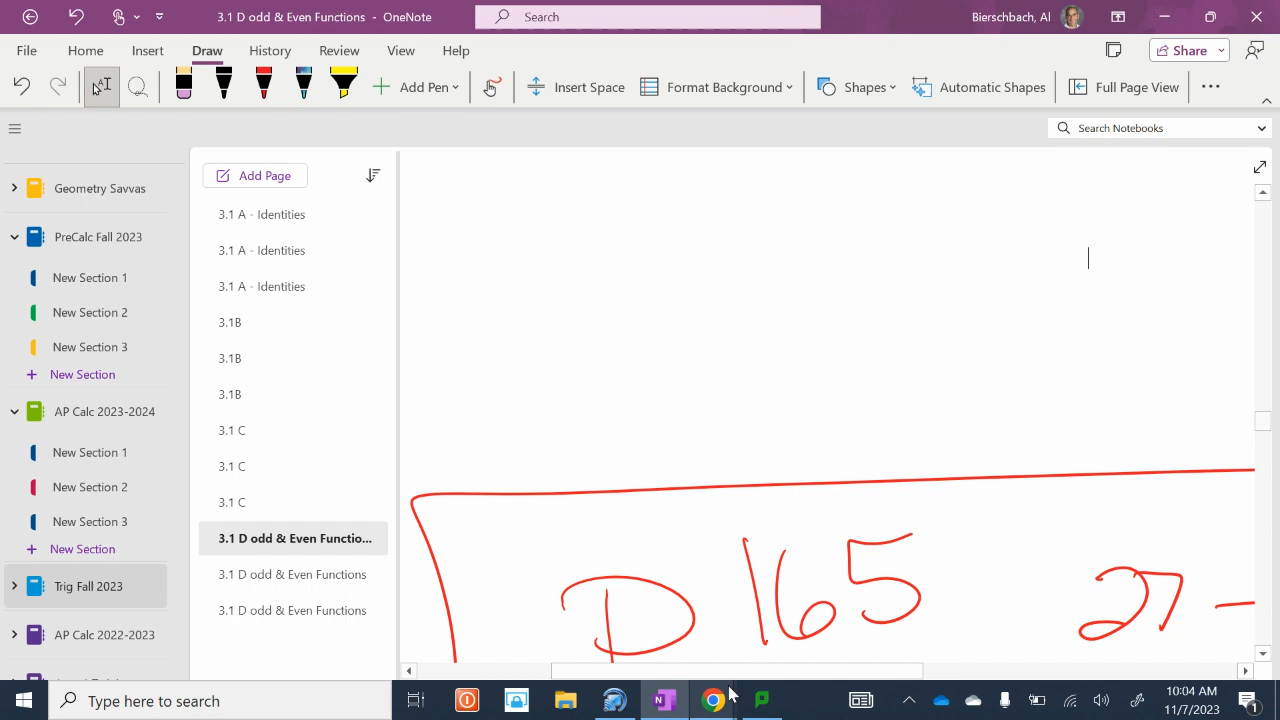 3.1 D odd & Even Functions - OneNote
Search
Bierschbach, Al
File Home Insert Draw History Review View Help
Share
Add Pen
Insert Space
Format Background
Shapes
Automatic Shapes
Full Page View
Search Notebooks
Geometry Savvas
PreCalc Fall 2023
New Section 1
New Section 2
New Section 3
+ New Section
AP Calc 2023-2024
New Section 1
New Section 2
New Section 3
+ New Section
Trig Fall 2023
AP Calc 2022-2023
Add Page
3.1 A - Identities
3.1 A - Identities
3.1 A - Identities
3.1B
3.1B
3.1B
3.1 C
3.1 C
3.1 C
3.1 D odd & Even Functio...
3.1 D odd & Even Functions
3.1 D odd & Even Functions
D 165 27 -
Type here to search
10:04 AM
11/7/2023
1